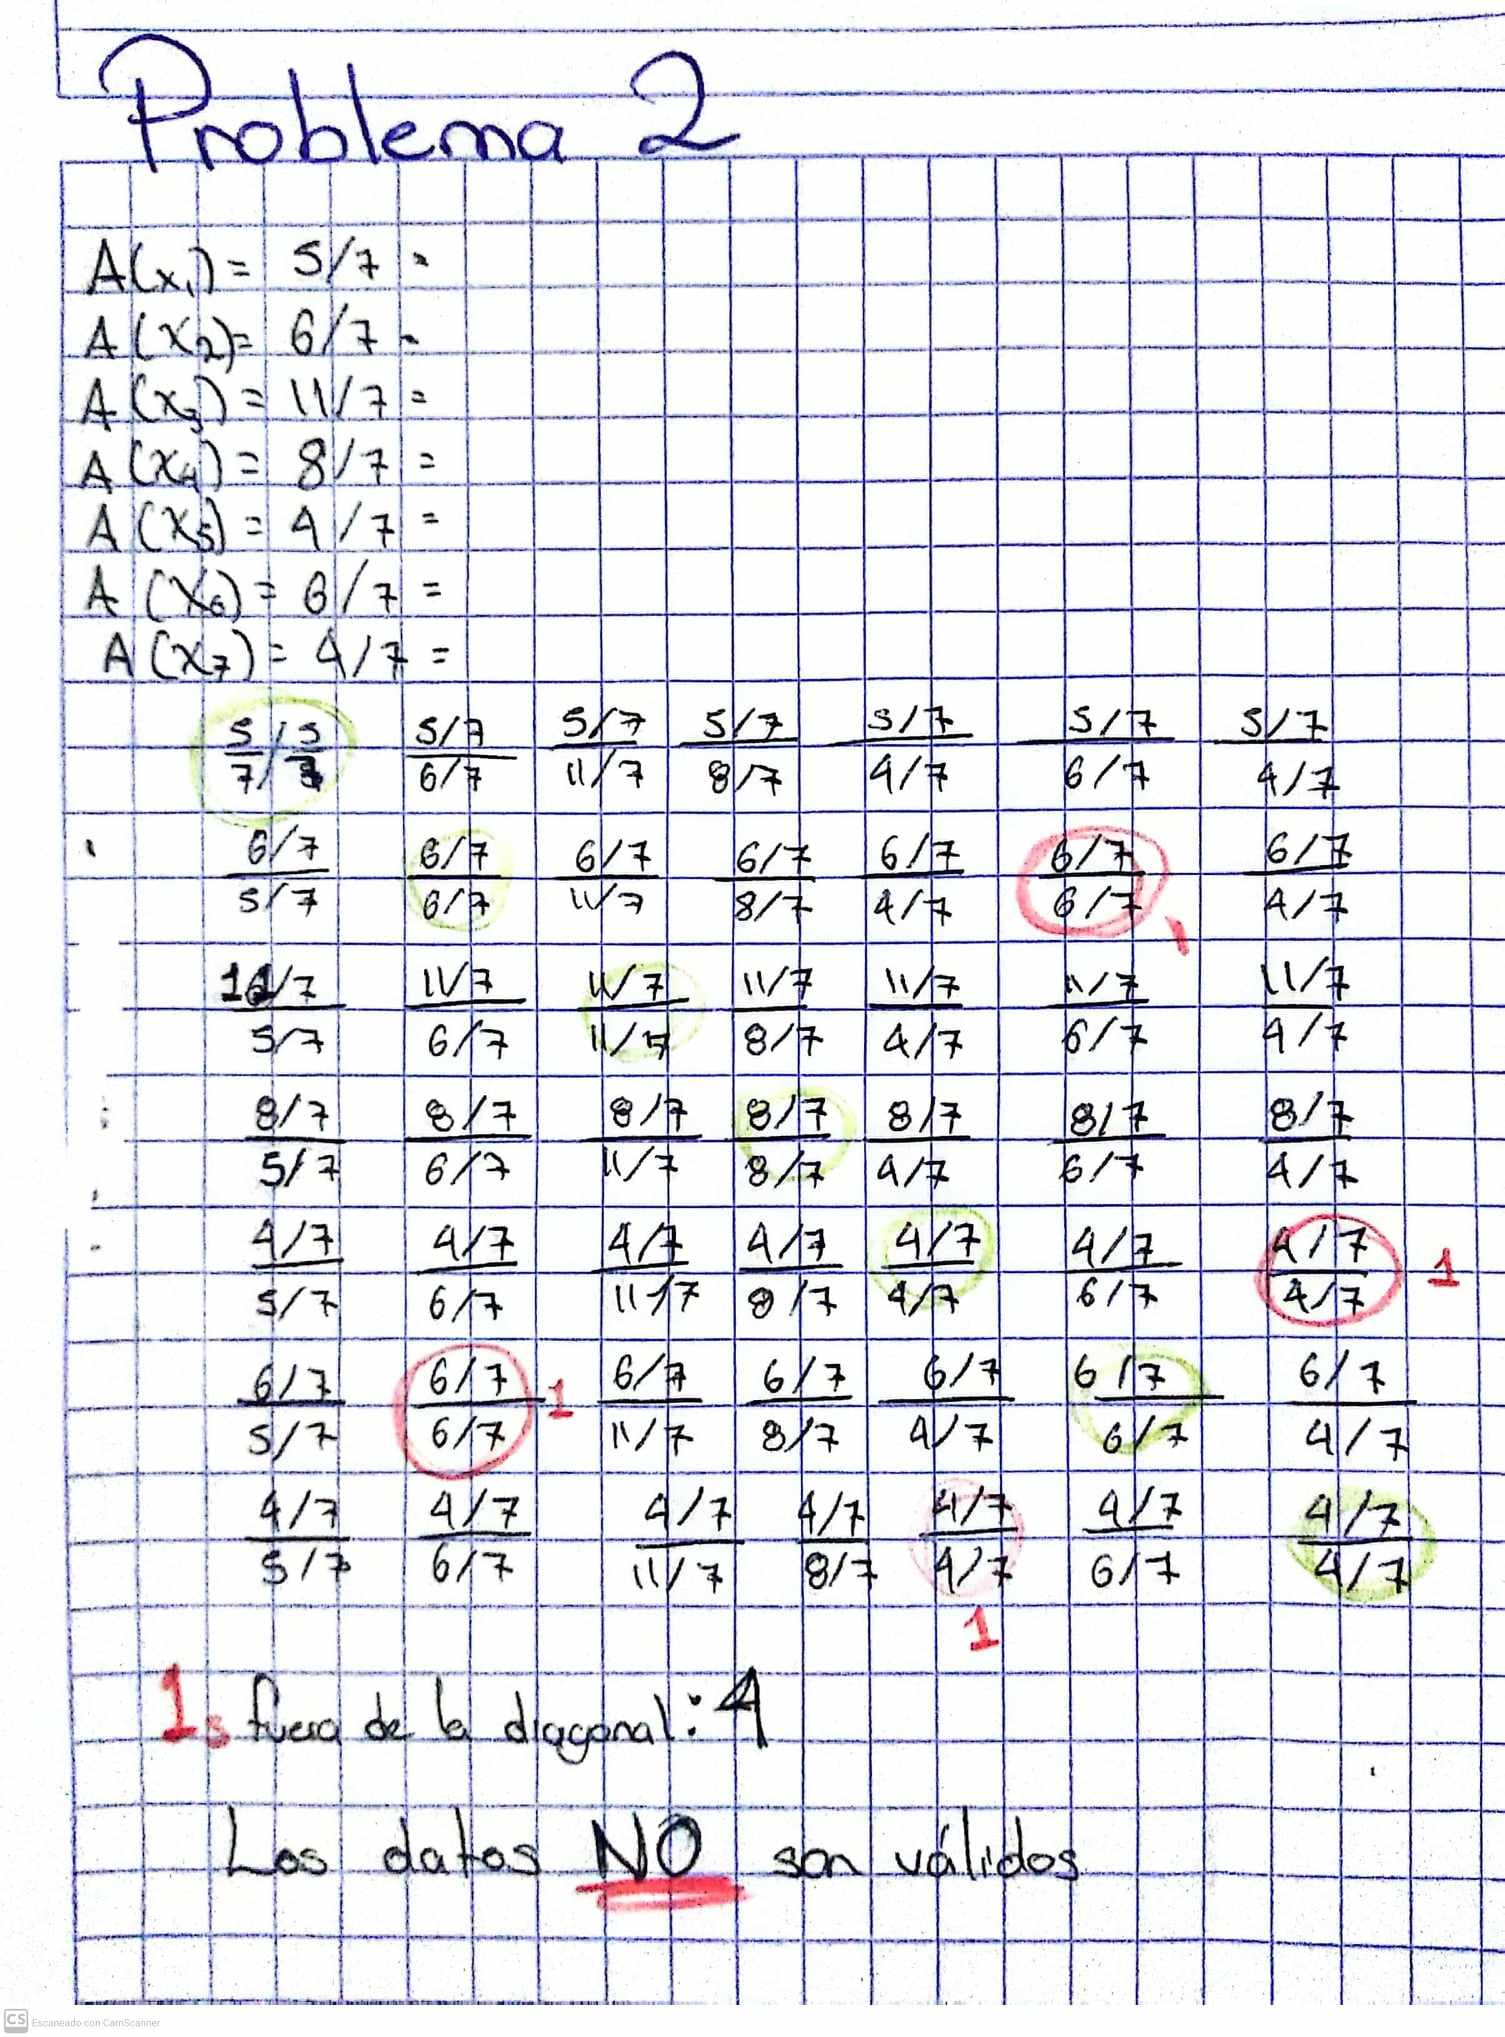 Problema 2
A(x₁) = 5/7 =
A(x₂) = 6/7 =
A(x₃) = 11/7 =
A(x₄) = 8/7 =
A(x₅) = 4/7 =
A(x₆) = 6/7 =
A(x₇) = 4/7 =
5 / 5 5/7 5/7 5/7 5/7 5/7 5/7
7 / 7 6/7 11/7 8/7 4/7 6/7 4/7
6/7 6/7 6/7 6/7 6/7 6/7 6/7
5/7 6/7 11/7 8/7 4/7 6/7 1 4/7
11/7 11/7 11/7 11/7 11/7 11/7 11/7
5/7 6/7 11/7 8/7 4/7 6/7 4/7
8/7 8/7 8/7 8/7 8/7 8/7 8/7
5/7 6/7 11/7 8/7 4/7 6/7 4/7
4/7 4/7 4/7 4/7 4/7 4/7 4/7 1
5/7 6/7 11/7 8/7 4/7 6/7 4/7
6/7 6/7 1 6/7 6/7 6/7 6/7 6/7
5/7 6/7 11/7 8/7 4/7 6/7 4/7
4/7 4/7 4/7 4/7 4/7 4/7 4/7
5/7 6/7 11/7 8/7 4/7 6/7 4/7
1
1s fuera de la diagonal: 4
Los datos NO son válidos
CS Escaneado con CamScanner